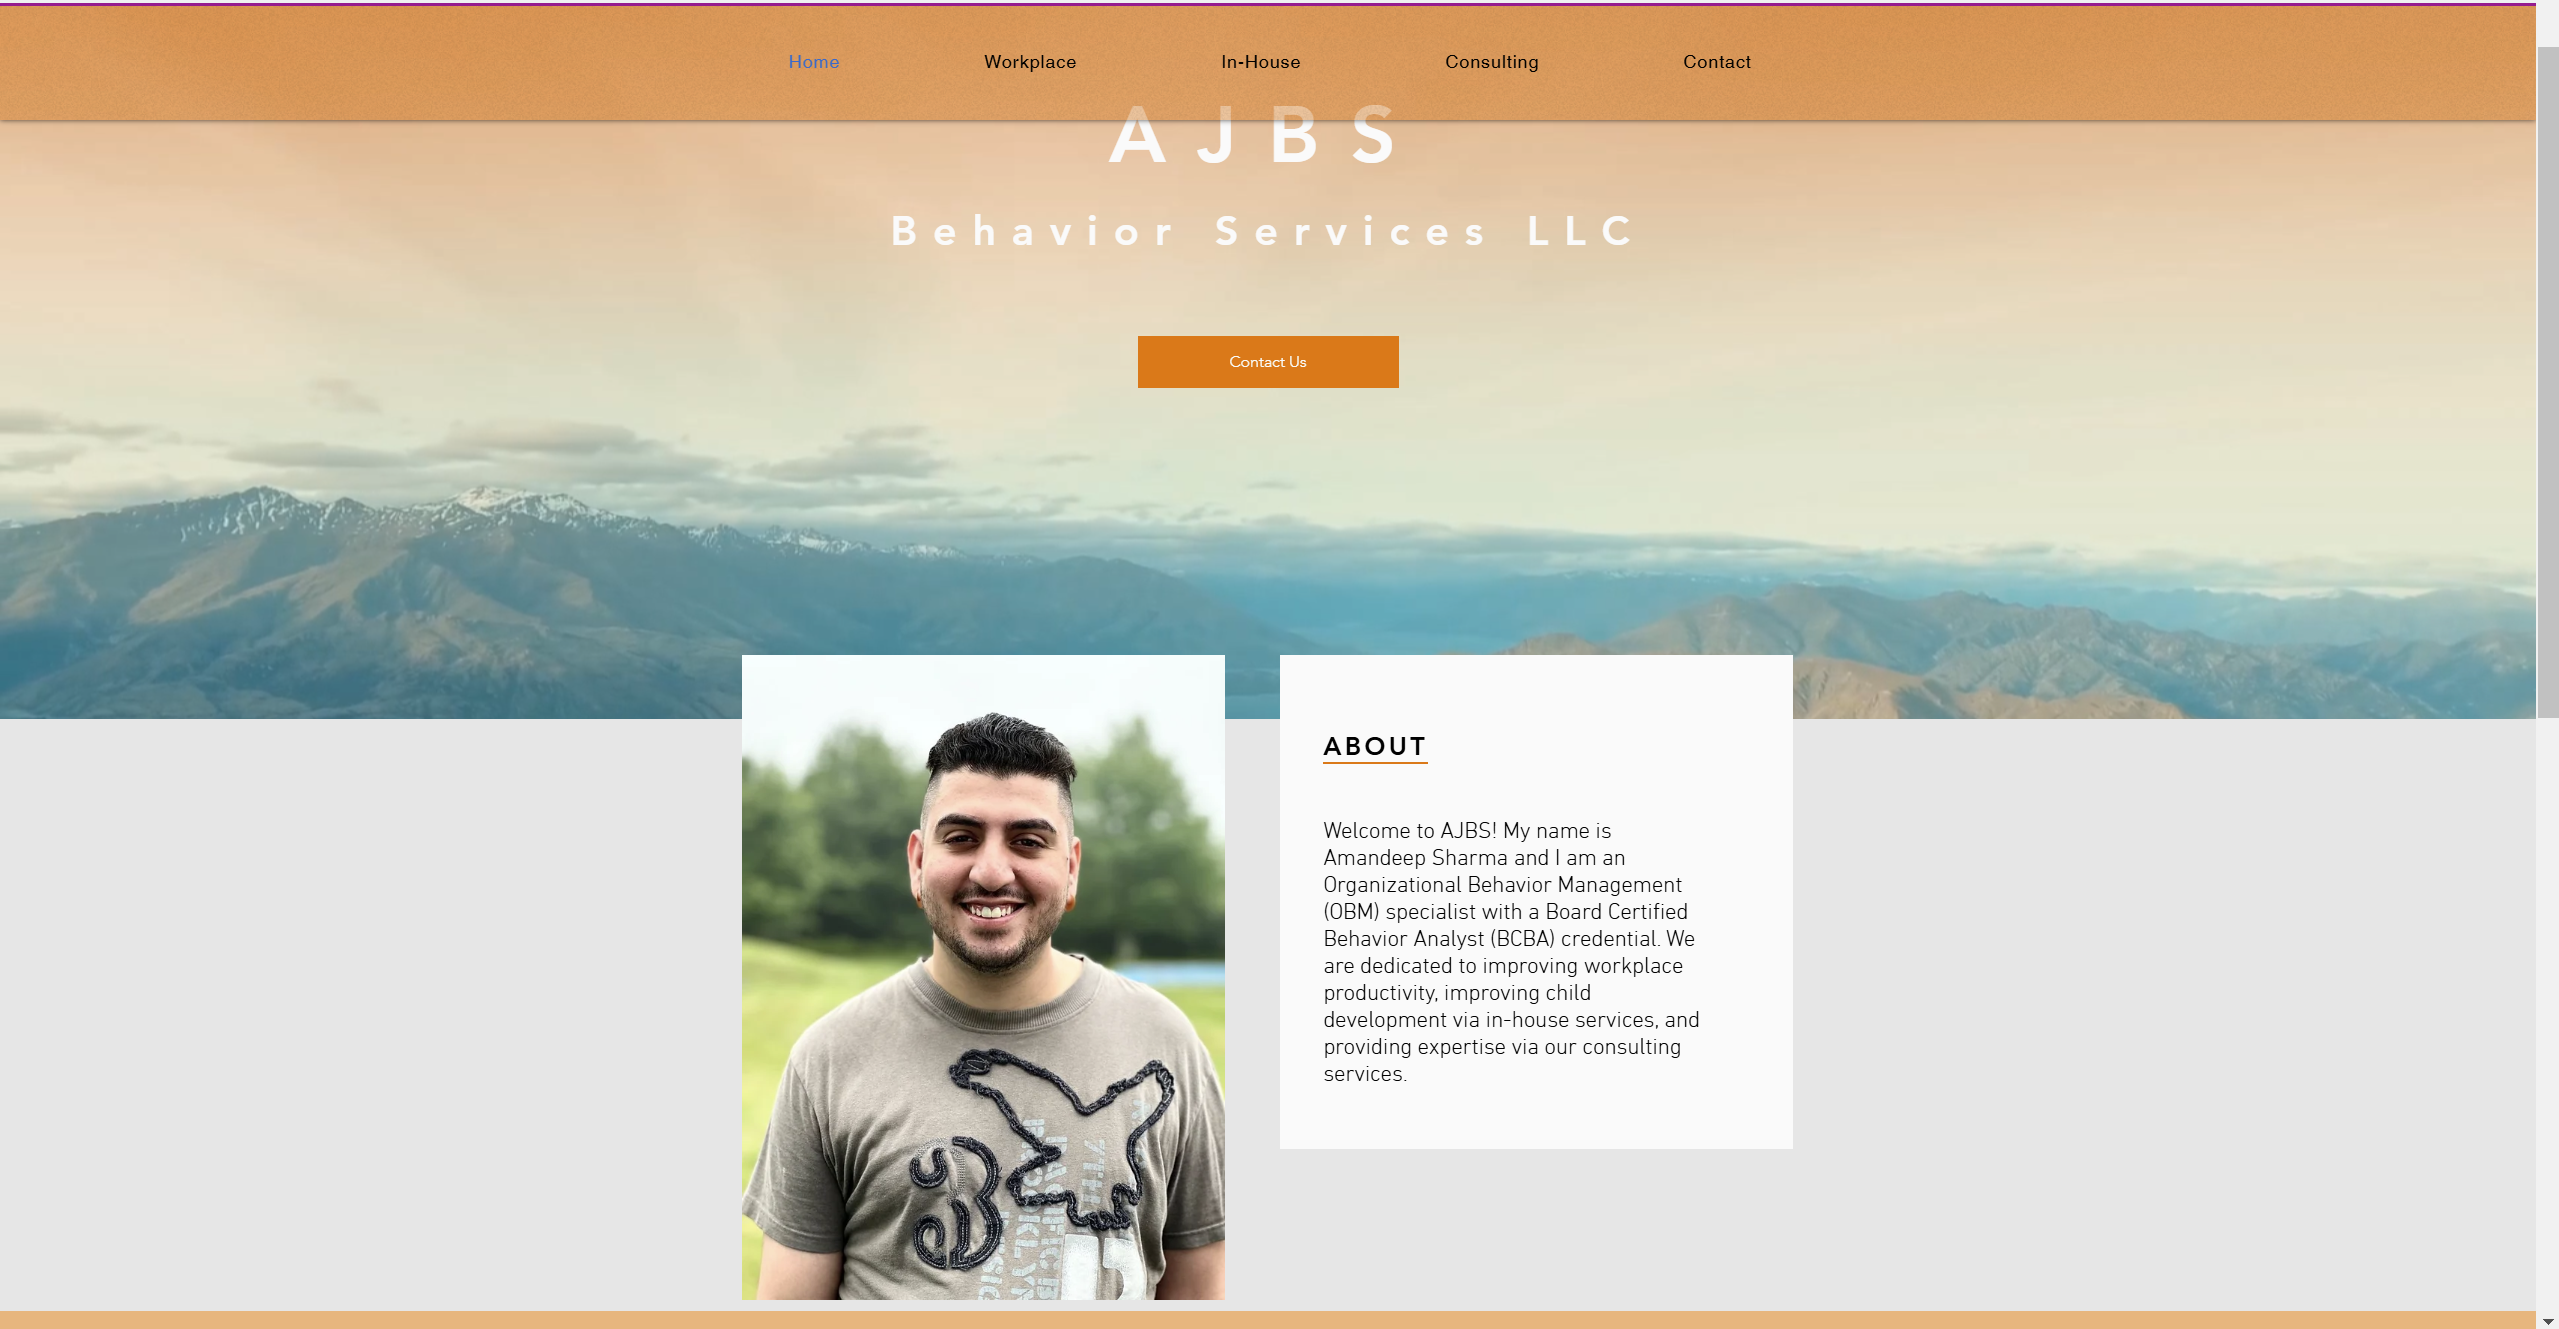 Home Workplace In-House Consulting Contact
AJBS
Behavior Services LLC
Contact Us
ABOUT
Welcome to AJBS! My name is
Amandeep Sharma and I am an
Organizational Behavior Management
(OBM) specialist with a Board Certified
Behavior Analyst (BCBA) credential. We
are dedicated to improving workplace
productivity, improving child
development via in-house services, and
providing expertise via our consulting
services.